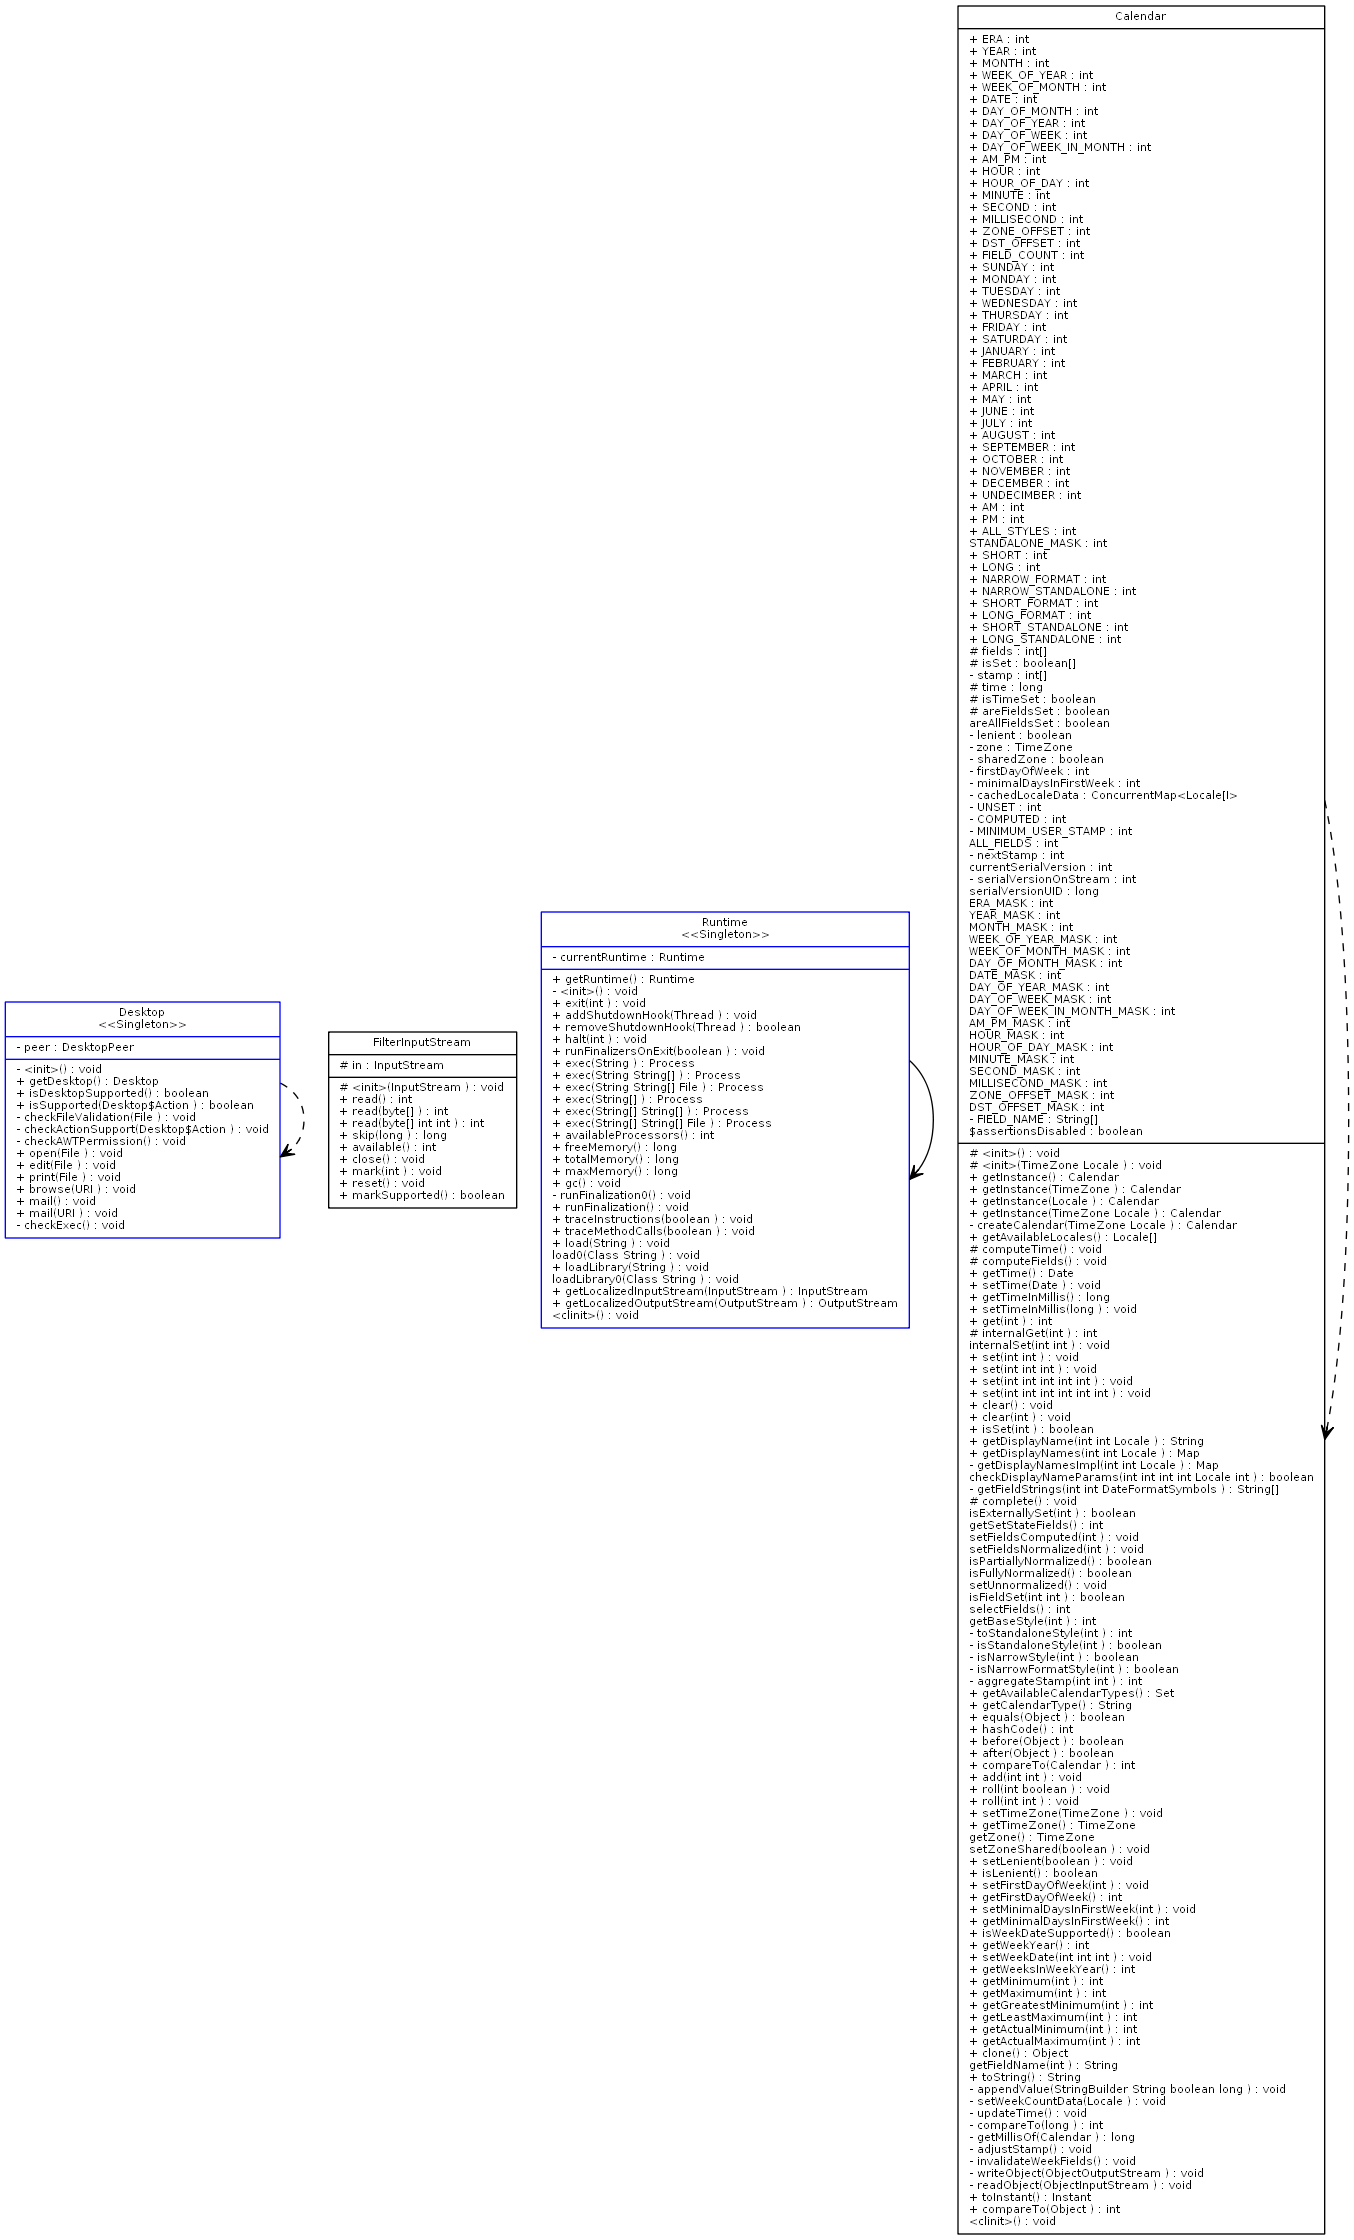 Desktop
<<Singleton>>
- peer : DesktopPeer
- <init>() : void
+ getDesktop() : Desktop
+ isDesktopSupported() : boolean
+ isSupported(Desktop$Action ) : boolean
- checkFileValidation(File ) : void
- checkActionSupport(Desktop$Action ) : void
- checkAWTPermission() : void
+ open(File ) : void
+ edit(File ) : void
+ print(File ) : void
+ browse(URI ) : void
+ mail() : void
+ mail(URI ) : void
- checkExec() : void
FilterInputStream
# in : InputStream
# <init>(InputStream ) : void
+ read() : int
+ read(byte[] ) : int
+ read(byte[] int int ) : int
+ skip(long ) : long
+ available() : int
+ close() : void
+ mark(int ) : void
+ reset() : void
+ markSupported() : boolean
Runtime
<<Singleton>>
- currentRuntime : Runtime
+ getRuntime() : Runtime
- <init>() : void
+ exit(int ) : void
+ addShutdownHook(Thread ) : void
+ removeShutdownHook(Thread ) : boolean
+ halt(int ) : void
+ runFinalizersOnExit(boolean ) : void
+ exec(String ) : Process
+ exec(String String[] ) : Process
+ exec(String String[] File ) : Process
+ exec(String[] ) : Process
+ exec(String[] String[] ) : Process
+ exec(String[] String[] File ) : Process
+ availableProcessors() : int
+ freeMemory() : long
+ totalMemory() : long
+ maxMemory() : long
+ gc() : void
- runFinalization0() : void
+ runFinalization() : void
+ traceInstructions(boolean ) : void
+ traceMethodCalls(boolean ) : void
+ load(String ) : void
load0(Class String ) : void
+ loadLibrary(String ) : void
loadLibrary0(Class String ) : void
+ getLocalizedInputStream(InputStream ) : InputStream
+ getLocalizedOutputStream(OutputStream ) : OutputStream
<clinit>() : void
Calendar
+ ERA : int
+ YEAR : int
+ MONTH : int
+ WEEK_OF_YEAR : int
+ WEEK_OF_MONTH : int
+ DATE : int
+ DAY_OF_MONTH : int
+ DAY_OF_YEAR : int
+ DAY_OF_WEEK : int
+ DAY_OF_WEEK_IN_MONTH : int
+ AM_PM : int
+ HOUR : int
+ HOUR_OF_DAY : int
+ MINUTE : int
+ SECOND : int
+ MILLISECOND : int
+ ZONE_OFFSET : int
+ DST_OFFSET : int
+ FIELD_COUNT : int
+ SUNDAY : int
+ MONDAY : int
+ TUESDAY : int
+ WEDNESDAY : int
+ THURSDAY : int
+ FRIDAY : int
+ SATURDAY : int
+ JANUARY : int
+ FEBRUARY : int
+ MARCH : int
+ APRIL : int
+ MAY : int
+ JUNE : int
+ JULY : int
+ AUGUST : int
+ SEPTEMBER : int
+ OCTOBER : int
+ NOVEMBER : int
+ DECEMBER : int
+ UNDECIMBER : int
+ AM : int
+ PM : int
+ ALL_STYLES : int
STANDALONE_MASK : int
+ SHORT : int
+ LONG : int
+ NARROW_FORMAT : int
+ NARROW_STANDALONE : int
+ SHORT_FORMAT : int
+ LONG_FORMAT : int
+ SHORT_STANDALONE : int
+ LONG_STANDALONE : int
# fields : int[]
# isSet : boolean[]
- stamp : int[]
# time : long
# isTimeSet : boolean
# areFieldsSet : boolean
areAllFieldsSet : boolean
- lenient : boolean
- zone : TimeZone
- sharedZone : boolean
- firstDayOfWeek : int
- minimalDaysInFirstWeek : int
- cachedLocaleData : ConcurrentMap<Locale[I>
- UNSET : int
- COMPUTED : int
- MINIMUM_USER_STAMP : int
ALL_FIELDS : int
- nextStamp : int
currentSerialVersion : int
- serialVersionOnStream : int
serialVersionUID : long
ERA_MASK : int
YEAR_MASK : int
MONTH_MASK : int
WEEK_OF_YEAR_MASK : int
WEEK_OF_MONTH_MASK : int
DAY_OF_MONTH_MASK : int
DATE_MASK : int
DAY_OF_YEAR_MASK : int
DAY_OF_WEEK_MASK : int
DAY_OF_WEEK_IN_MONTH_MASK : int
AM_PM_MASK : int
HOUR_MASK : int
HOUR_OF_DAY_MASK : int
MINUTE_MASK : int
SECOND_MASK : int
MILLISECOND_MASK : int
ZONE_OFFSET_MASK : int
DST_OFFSET_MASK : int
- FIELD_NAME : String[]
$assertionsDisabled : boolean
# <init>() : void
# <init>(TimeZone Locale ) : void
+ getInstance() : Calendar
+ getInstance(TimeZone ) : Calendar
+ getInstance(Locale ) : Calendar
+ getInstance(TimeZone Locale ) : Calendar
- createCalendar(TimeZone Locale ) : Calendar
+ getAvailableLocales() : Locale[]
# computeTime() : void
# computeFields() : void
+ getTime() : Date
+ setTime(Date ) : void
+ getTimeInMillis() : long
+ setTimeInMillis(long ) : void
+ get(int ) : int
# internalGet(int ) : int
internalSet(int int ) : void
+ set(int int ) : void
+ set(int int int ) : void
+ set(int int int int int ) : void
+ set(int int int int int int ) : void
+ clear() : void
+ clear(int ) : void
+ isSet(int ) : boolean
+ getDisplayName(int int Locale ) : String
+ getDisplayNames(int int Locale ) : Map
- getDisplayNamesImpl(int int Locale ) : Map
checkDisplayNameParams(int int int int Locale int ) : boolean
- getFieldStrings(int int DateFormatSymbols ) : String[]
# complete() : void
isExternallySet(int ) : boolean
getSetStateFields() : int
setFieldsComputed(int ) : void
setFieldsNormalized(int ) : void
isPartiallyNormalized() : boolean
isFullyNormalized() : boolean
setUnnormalized() : void
isFieldSet(int int ) : boolean
selectFields() : int
getBaseStyle(int ) : int
- toStandaloneStyle(int ) : int
- isStandaloneStyle(int ) : boolean
- isNarrowStyle(int ) : boolean
- isNarrowFormatStyle(int ) : boolean
- aggregateStamp(int int ) : int
+ getAvailableCalendarTypes() : Set
+ getCalendarType() : String
+ equals(Object ) : boolean
+ hashCode() : int
+ before(Object ) : boolean
+ after(Object ) : boolean
+ compareTo(Calendar ) : int
+ add(int int ) : void
+ roll(int boolean ) : void
+ roll(int int ) : void
+ setTimeZone(TimeZone ) : void
+ getTimeZone() : TimeZone
getZone() : TimeZone
setZoneShared(boolean ) : void
+ setLenient(boolean ) : void
+ isLenient() : boolean
+ setFirstDayOfWeek(int ) : void
+ getFirstDayOfWeek() : int
+ setMinimalDaysInFirstWeek(int ) : void
+ getMinimalDaysInFirstWeek() : int
+ isWeekDateSupported() : boolean
+ getWeekYear() : int
+ setWeekDate(int int int ) : void
+ getWeeksInWeekYear() : int
+ getMinimum(int ) : int
+ getMaximum(int ) : int
+ getGreatestMinimum(int ) : int
+ getLeastMaximum(int ) : int
+ getActualMinimum(int ) : int
+ getActualMaximum(int ) : int
+ clone() : Object
getFieldName(int ) : String
+ toString() : String
- appendValue(StringBuilder String boolean long ) : void
- setWeekCountData(Locale ) : void
- updateTime() : void
- compareTo(long ) : int
- getMillisOf(Calendar ) : long
- adjustStamp() : void
- invalidateWeekFields() : void
- writeObject(ObjectOutputStream ) : void
- readObject(ObjectInputStream ) : void
+ toInstant() : Instant
+ compareTo(Object ) : int
<clinit>() : void